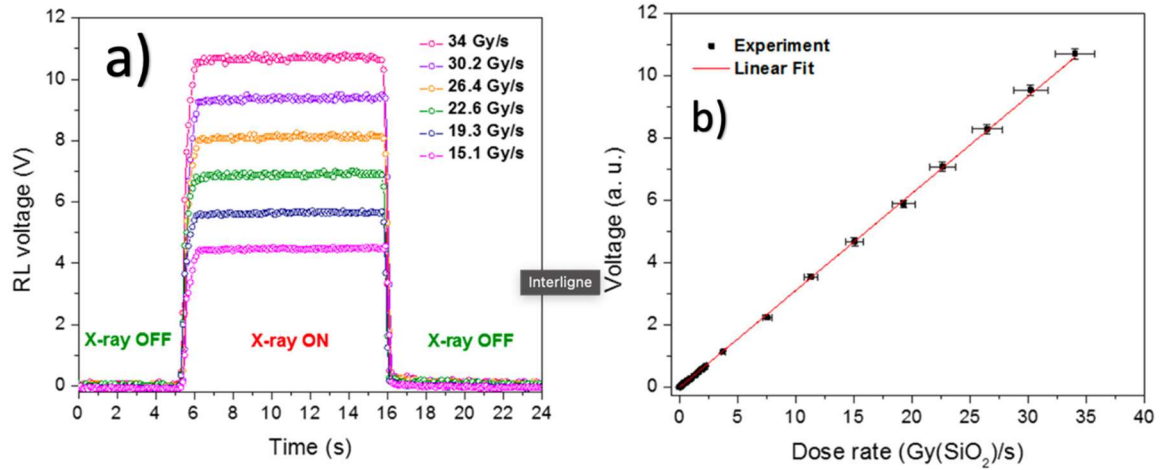 a)
34 Gy/s
30.2 Gy/s
26.4 Gy/s
22.6 Gy/s
19.3 Gy/s
15.1 Gy/s
RL voltage (V)
12
10
8
6
4
2
0
X-ray OFF
X-ray ON
X-ray OFF
0 2 4 6 8 10 12 14 16 18 20 22 24
Time (s)
Interligne
b)
Experiment
Linear Fit
Voltage (a. u.)
12
10
8
6
4
2
0
0 5 10 15 20 25 30 35 40
Dose rate (Gy(SiO₂)/s)